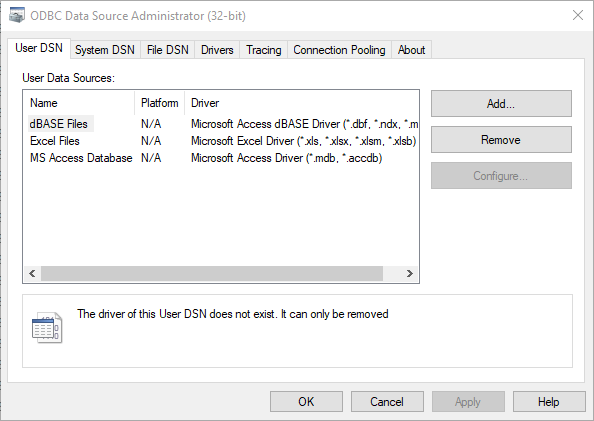 ODBC Data Source Administrator (32-bit)
User DSN System DSN File DSN Drivers Tracing Connection Pooling About
User Data Sources:
Name Platform Driver
dBASE Files N/A Microsoft Access dBASE Driver (*.dbf, *.ndx, *.m
Excel Files N/A Microsoft Excel Driver (*.xls, *.xlsx, *.xlsm, *.xlsb)
MS Access Database N/A Microsoft Access Driver (*.mdb, *.accdb)
Add...
Remove
Configure...
The driver of this User DSN does not exist. It can only be removed
OK Cancel Apply Help